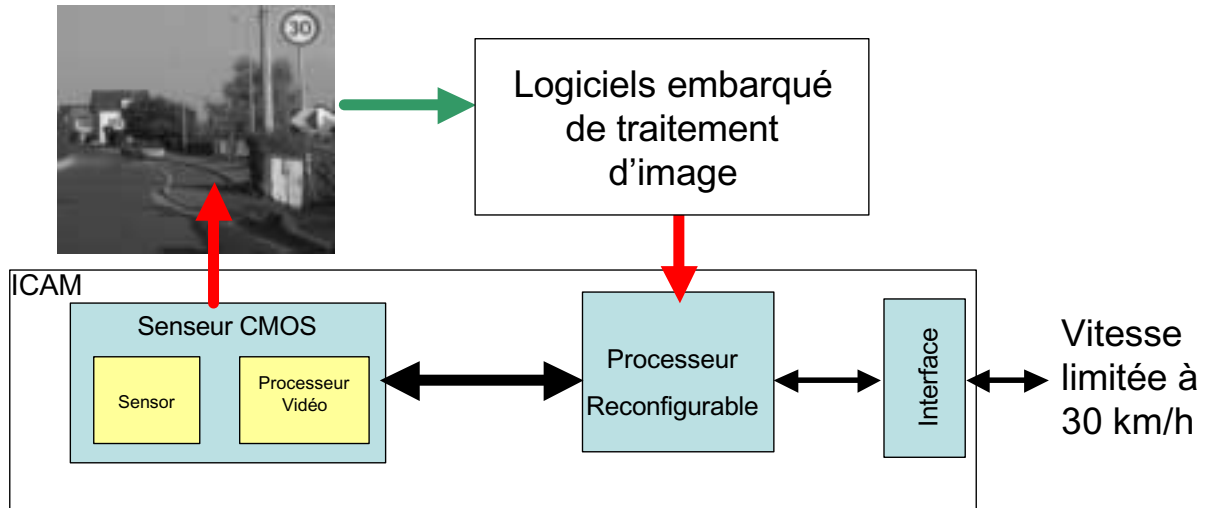 30
Logiciels embarqué
de traitement
d’image
ICAM
Senseur CMOS
Sensor
Processeur
Vidéo
Processeur
Reconfigurable
Interface
Vitesse
limitée à
30 km/h